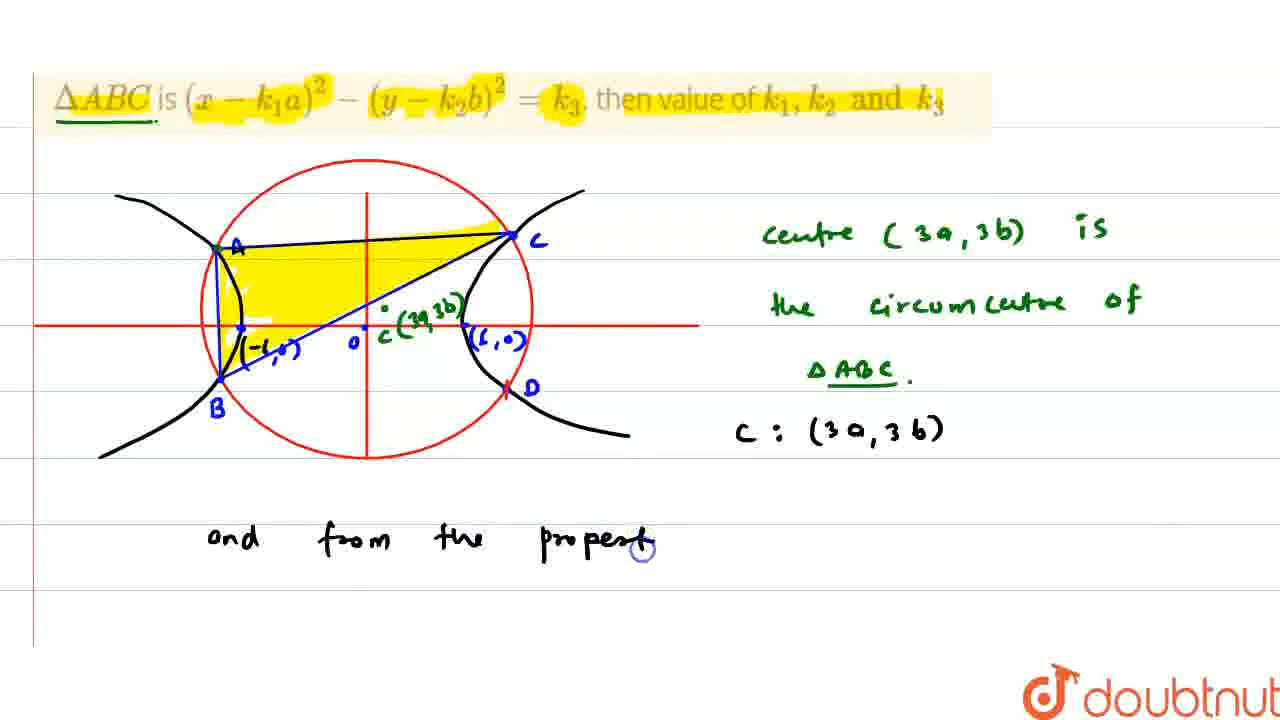 ΔABC is (x − k₁a)² − (y − k₂b)² = k₃, then value of k₁, k₂ and k₃
A
C
B
D
O
(-1,0)
C (3a,3b)
(1,0)
centre (3a,3b) is
the circumcentre of
Δ ABC.
C : (3a,3b)
and from the propert
doubtnut